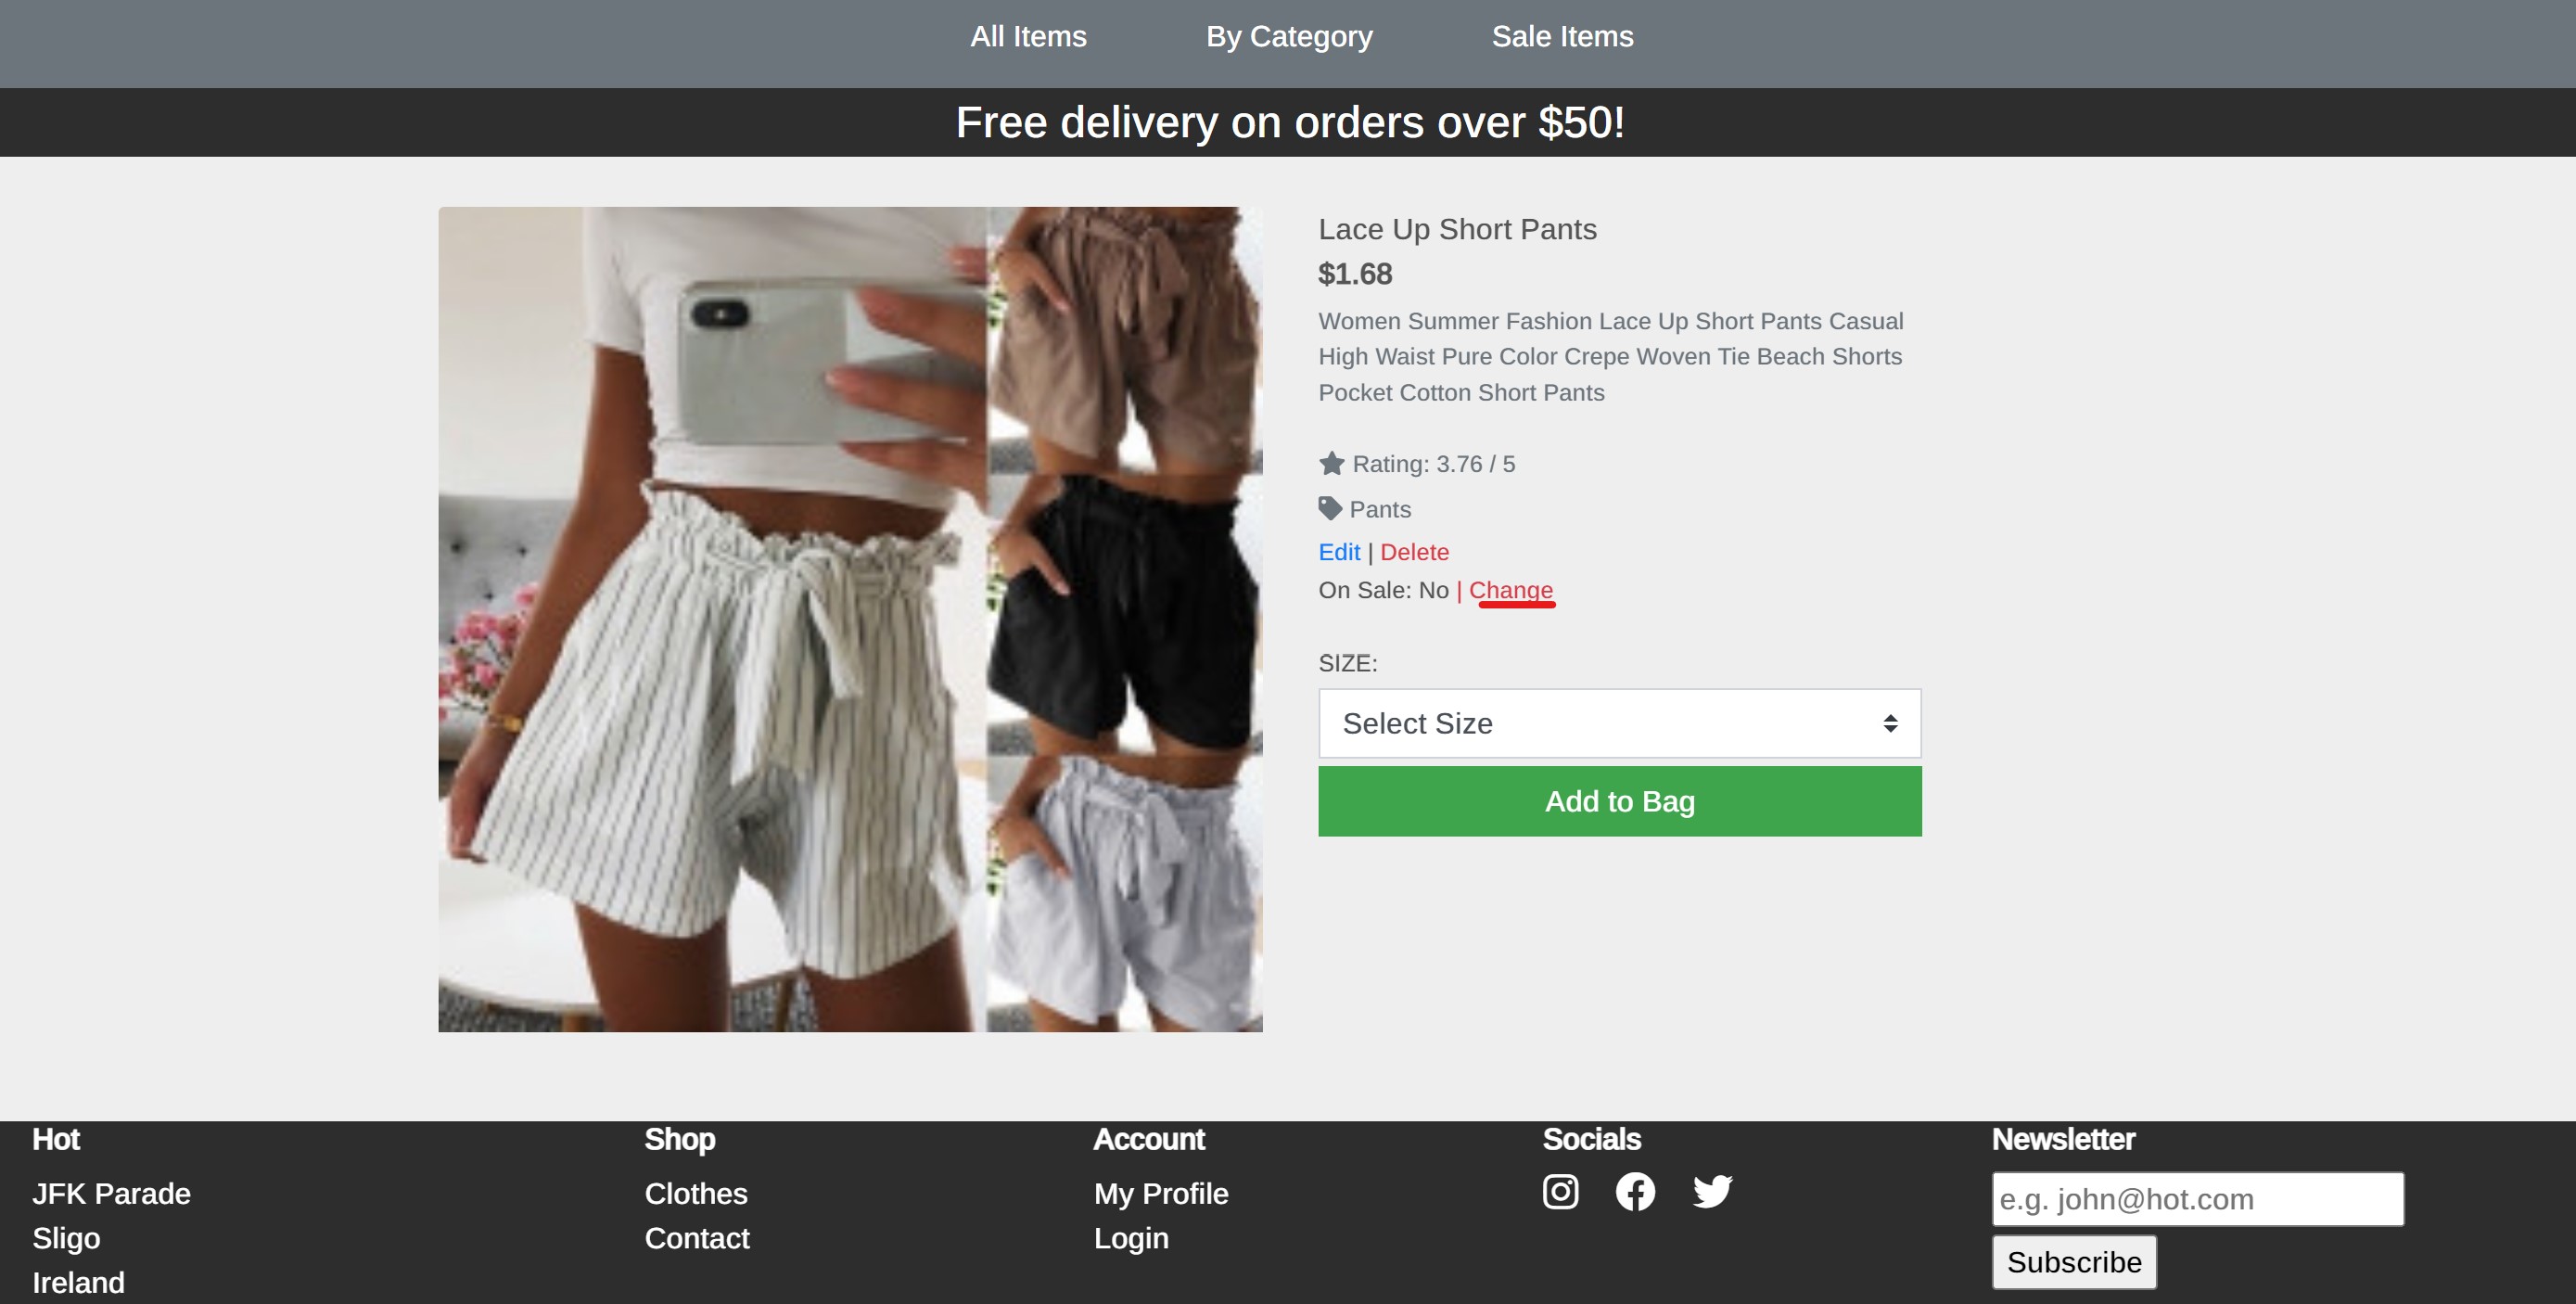 All Items
By Category
Sale Items
Free delivery on orders over $50!
Lace Up Short Pants
$1.68
Women Summer Fashion Lace Up Short Pants Casual
High Waist Pure Color Crepe Woven Tie Beach Shorts
Pocket Cotton Short Pants
Rating: 3.76 / 5
Pants
Edit | Delete
On Sale: No | Change
SIZE:
Select Size
Add to Bag
Hot
JFK Parade
Sligo
Ireland
Shop
Clothes
Contact
Account
My Profile
Login
Socials
Newsletter
e.g. john@hot.com
Subscribe